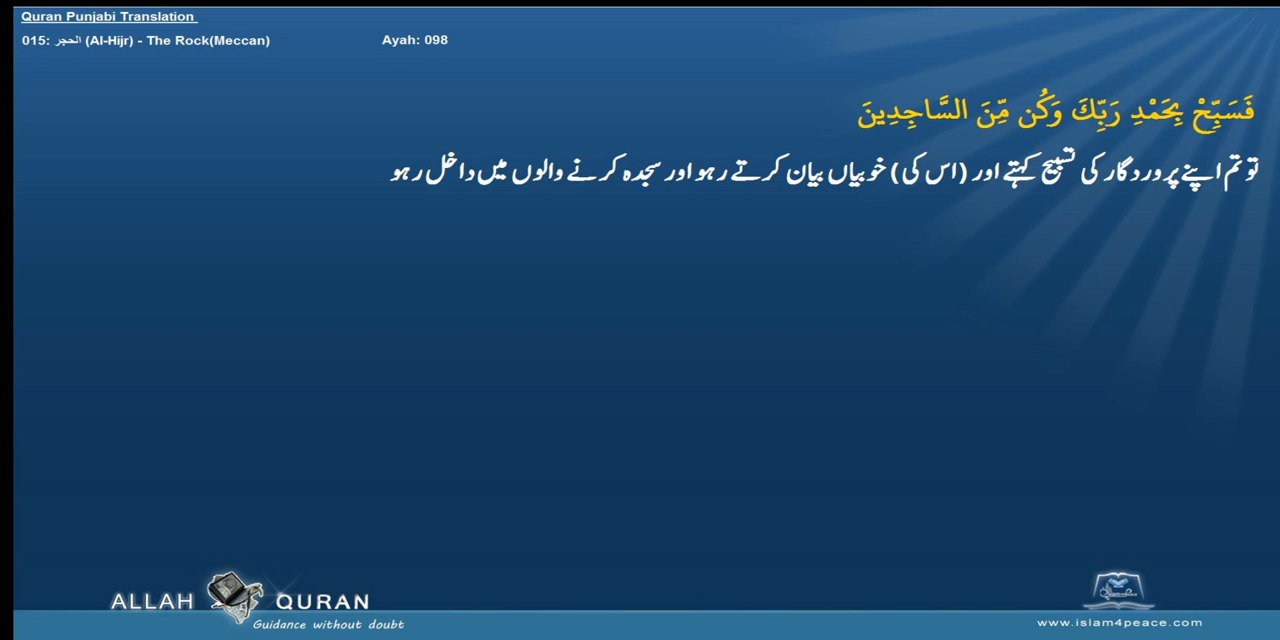 Quran Punjabi Translation
015: الحجر (Al-Hijr) - The Rock(Meccan) Ayah: 098
فَسَبِّحْ بِحَمْدِ رَبِّكَ وَكُن مِّنَ السَّاجِدِينَ
تو تم اپنے پروردگار کی تسبیح کہتے اور (اس کی) خوبیاں بیان کرتے رہو اور سجدہ کرنے والوں میں داخل رہو
ALLAH QURAN
Guidance without doubt
www.islam4peace.com